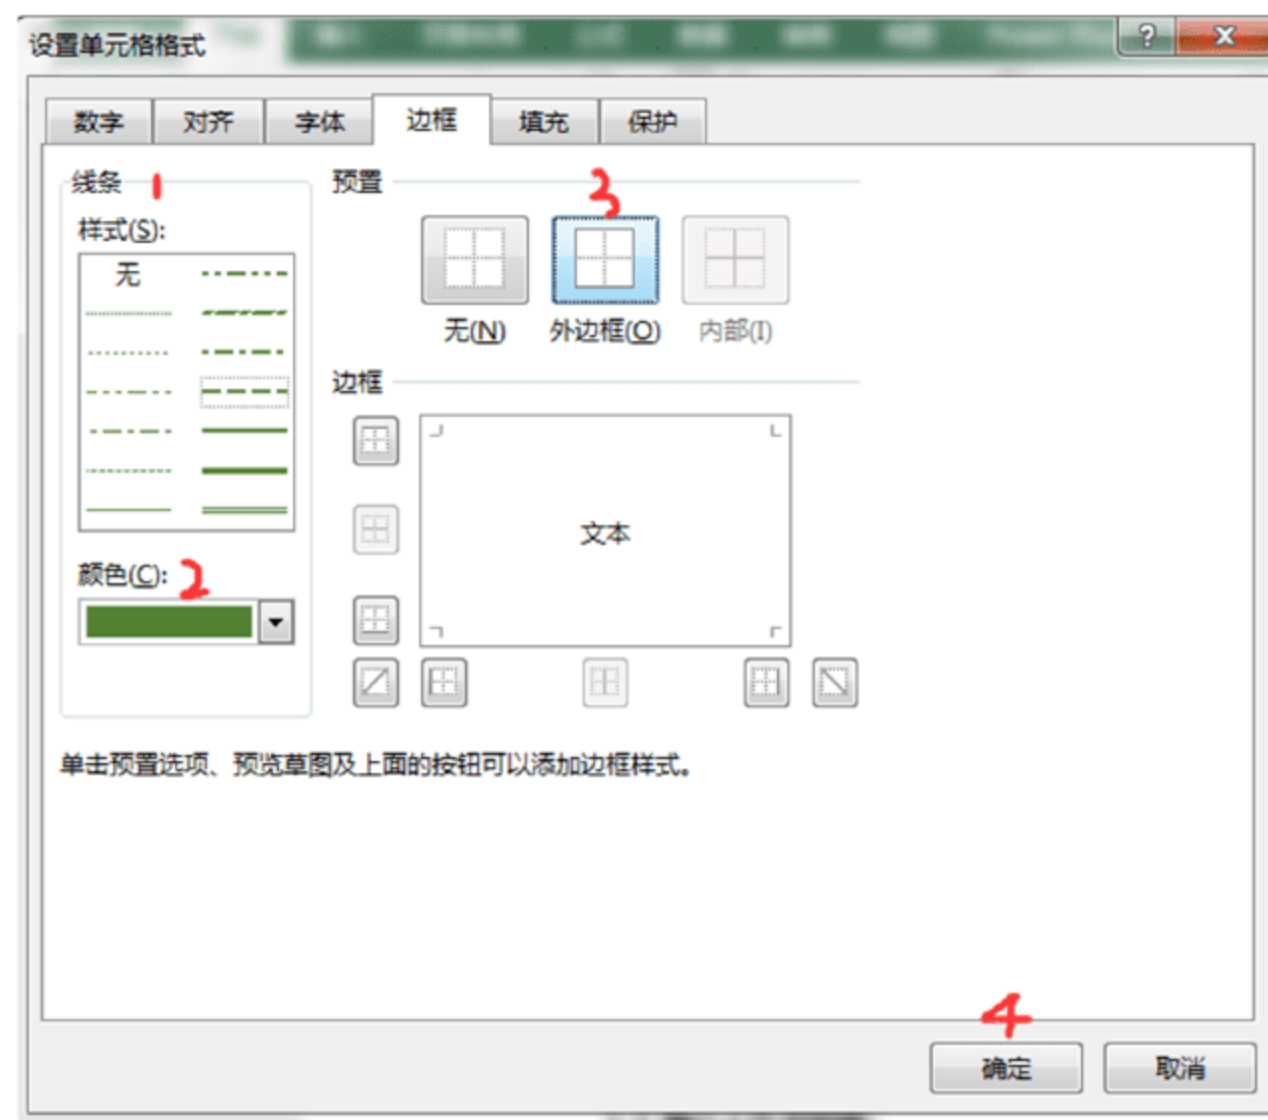 设置单元格格式
数字 对齐 字体 边框 填充 保护
线条 1
样式(S):
无
颜色(C): 2
预置
3
无(N) 外边框(O) 内部(I)
边框
文本
单击预置选项、预览草图及上面的按钮可以添加边框样式。
4
确定 取消